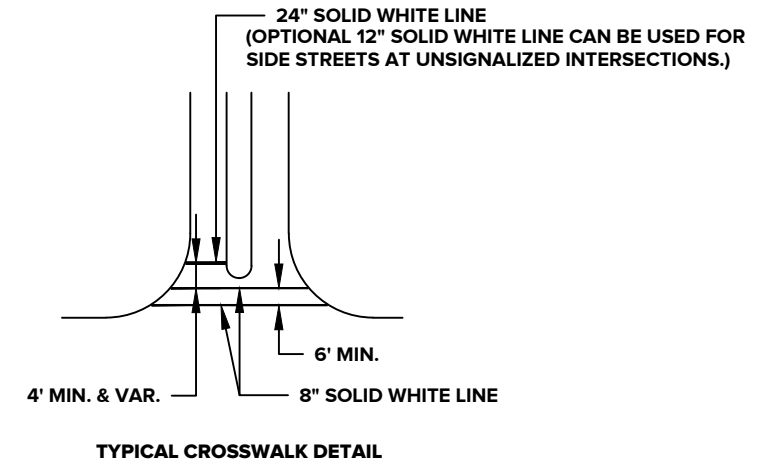 24" SOLID WHITE LINE
(OPTIONAL 12" SOLID WHITE LINE CAN BE USED FOR
SIDE STREETS AT UNSIGNALIZED INTERSECTIONS.)
6' MIN.
4' MIN. & VAR.
8" SOLID WHITE LINE
TYPICAL CROSSWALK DETAIL